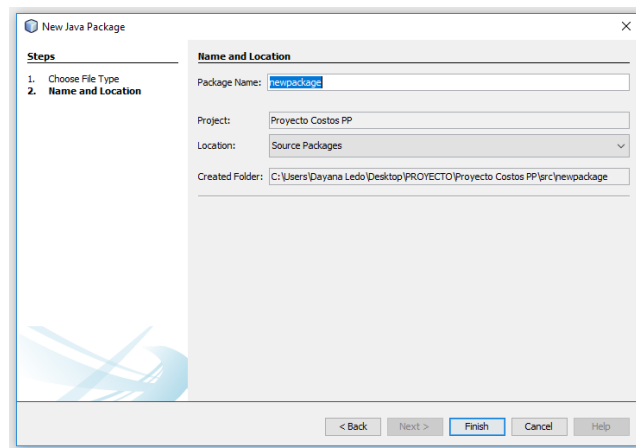 New Java Package
Steps
1. Choose File Type
2. Name and Location
Name and Location
Package Name: newpackage
Project: Proyecto Costos PP
Location: Source Packages
Created Folder: C:\Users\Dayana Ledo\Desktop\PROYECTO\Proyecto Costos PP\src\newpackage
< Back Next > Finish Cancel Help